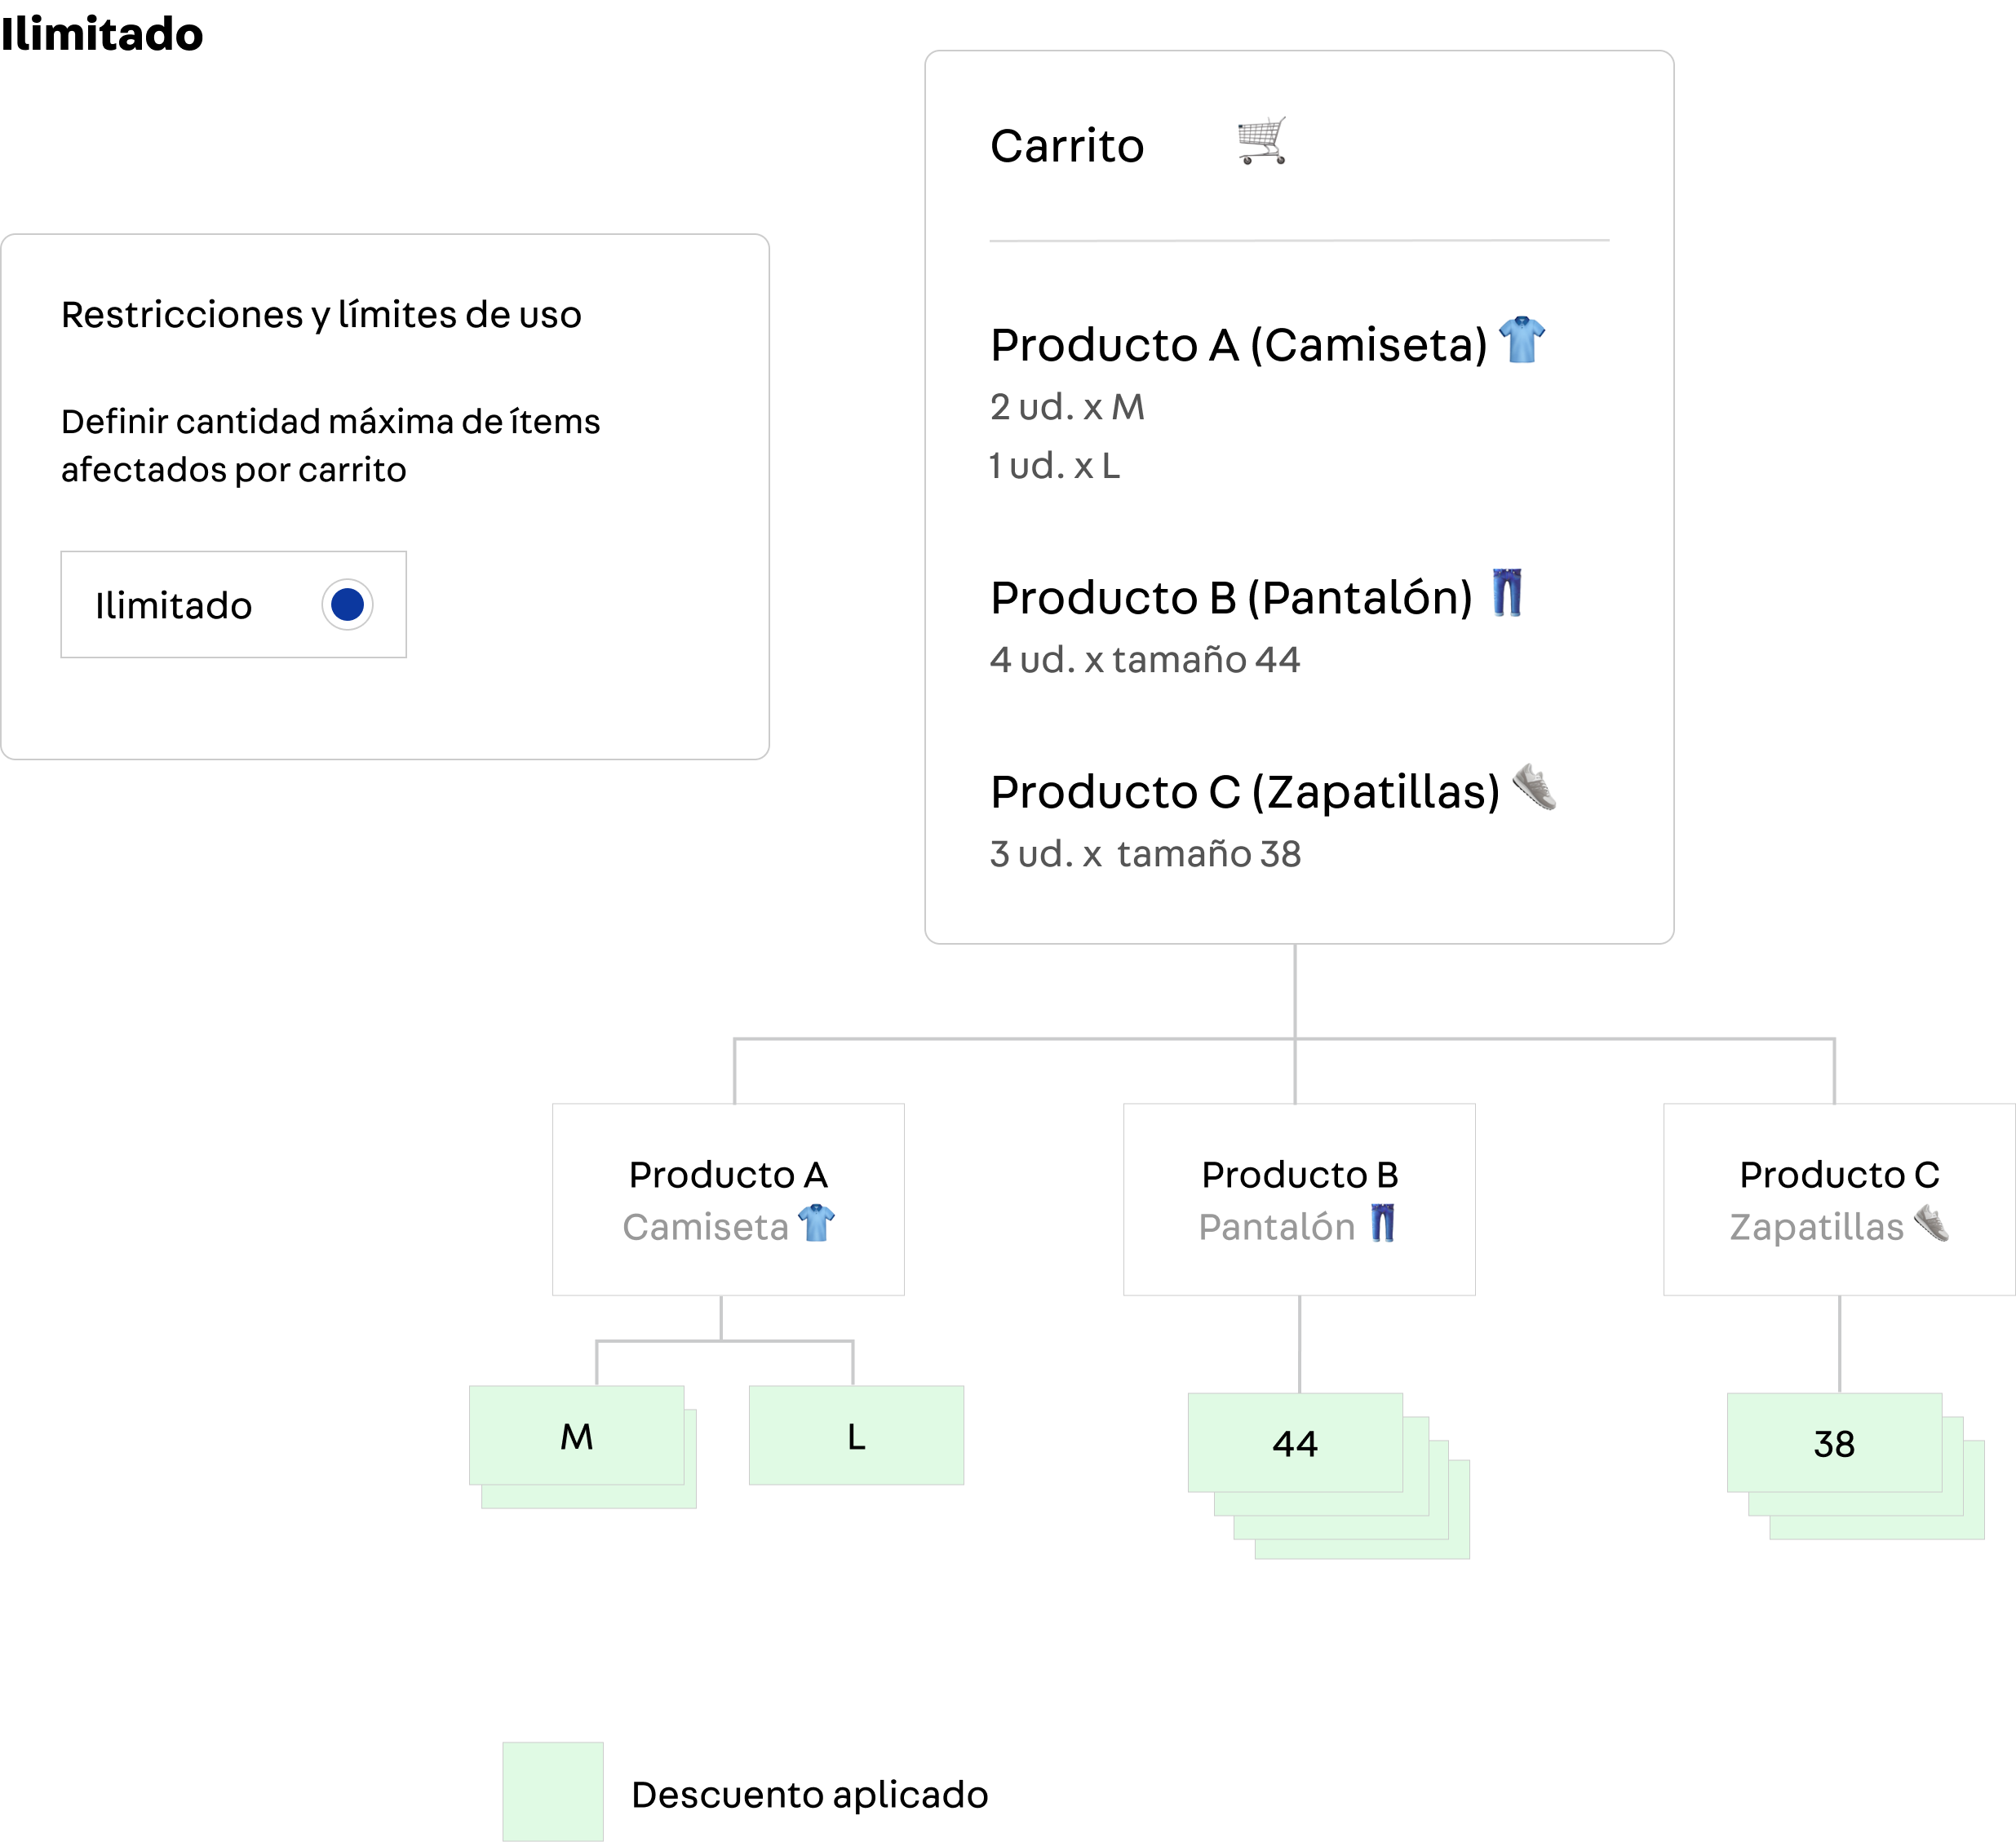 Ilimitado
Restricciones y límites de uso
Definir cantidad máxima de ítems
afectados por carrito
Ilimitado
Carrito
Producto A (Camiseta)
2 ud. x M
1 ud. x L
Producto B (Pantalón)
4 ud. x tamaño 44
Producto C (Zapatillas)
3 ud. x tamaño 38
Producto A
Camiseta
Producto B
Pantalón
Producto C
Zapatillas
M
L
44
38
Descuento aplicado